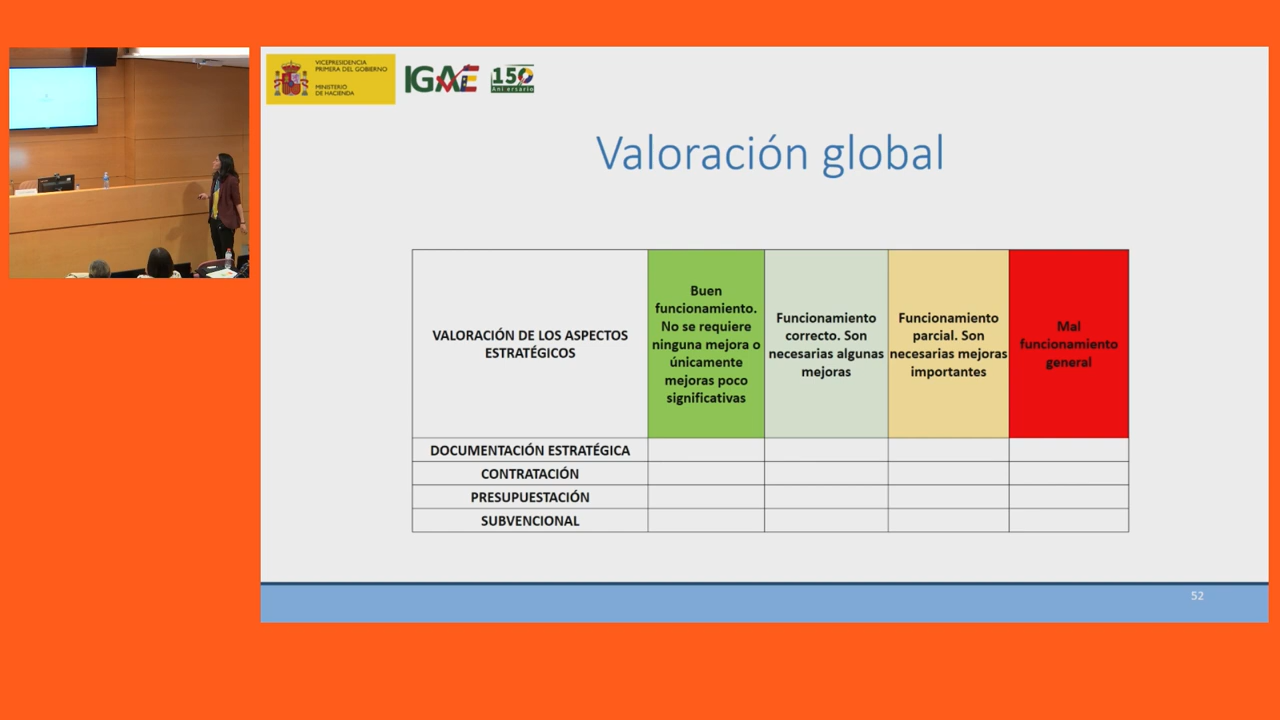 VICEPRESIDENCIA
PRIMERA DEL GOBIERNO
MINISTERIO
DE HACIENDA
IGAE
150
Aniversario
Valoración global
VALORACIÓN DE LOS ASPECTOS
ESTRATÉGICOS
Buen
funcionamiento.
No se requiere
ninguna mejora o
únicamente
mejoras poco
significativas
Funcionamiento
correcto. Son
necesarias algunas
mejoras
Funcionamiento
parcial. Son
necesarias mejoras
importantes
Mal
funcionamiento
general
DOCUMENTACIÓN ESTRATÉGICA
CONTRATACIÓN
PRESUPUESTACIÓN
SUBVENCIONAL
52